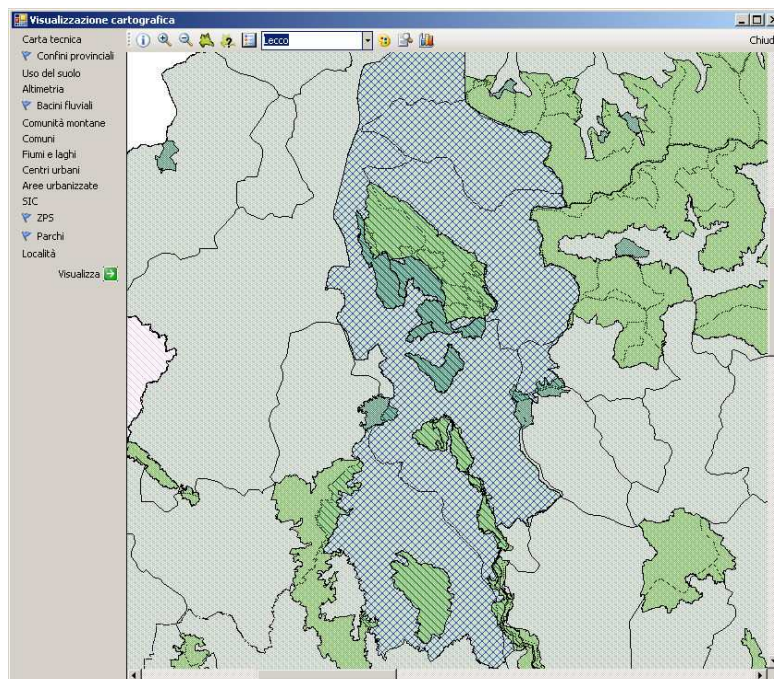 Visualizzazione cartografica
Carta tecnica
Confini provinciali
Uso del suolo
Altimetria
Bacini fluviali
Comunità montane
Comuni
Fiumi e laghi
Centri urbani
Aree urbanizzate
SIC
ZPS
Parchi
Località
Visualizza
Lecco
Chiud